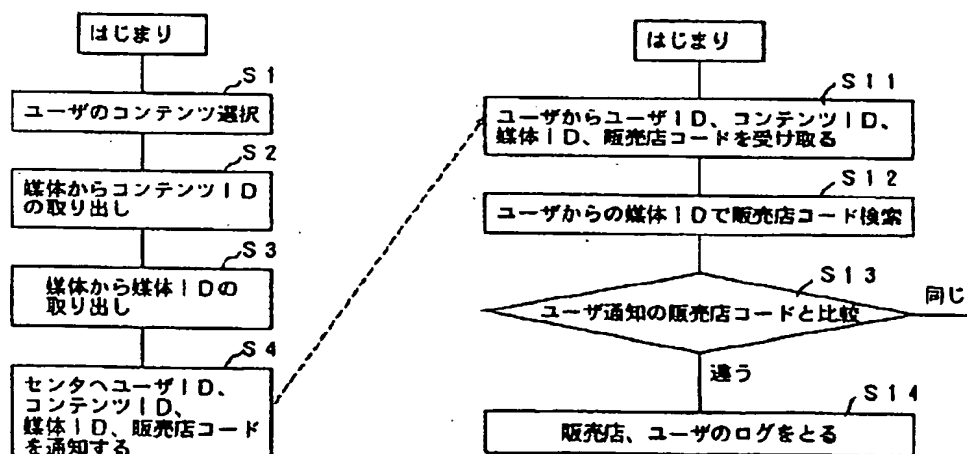 はじまり
S1
ユーザのコンテンツ選択
S2
媒体からコンテンツID
の取り出し
S3
媒体から媒体IDの
取り出し
S4
センタへユーザID、
コンテンツID、
媒体ID、販売店コード
を通知する
はじまり
S11
ユーザからユーザID、コンテンツID、
媒体ID、販売店コードを受け取る
S12
ユーザからの媒体IDで販売店コード検索
S13
ユーザ通知の販売店コードと比較
同じ
違う
S14
販売店、ユーザのログをとる